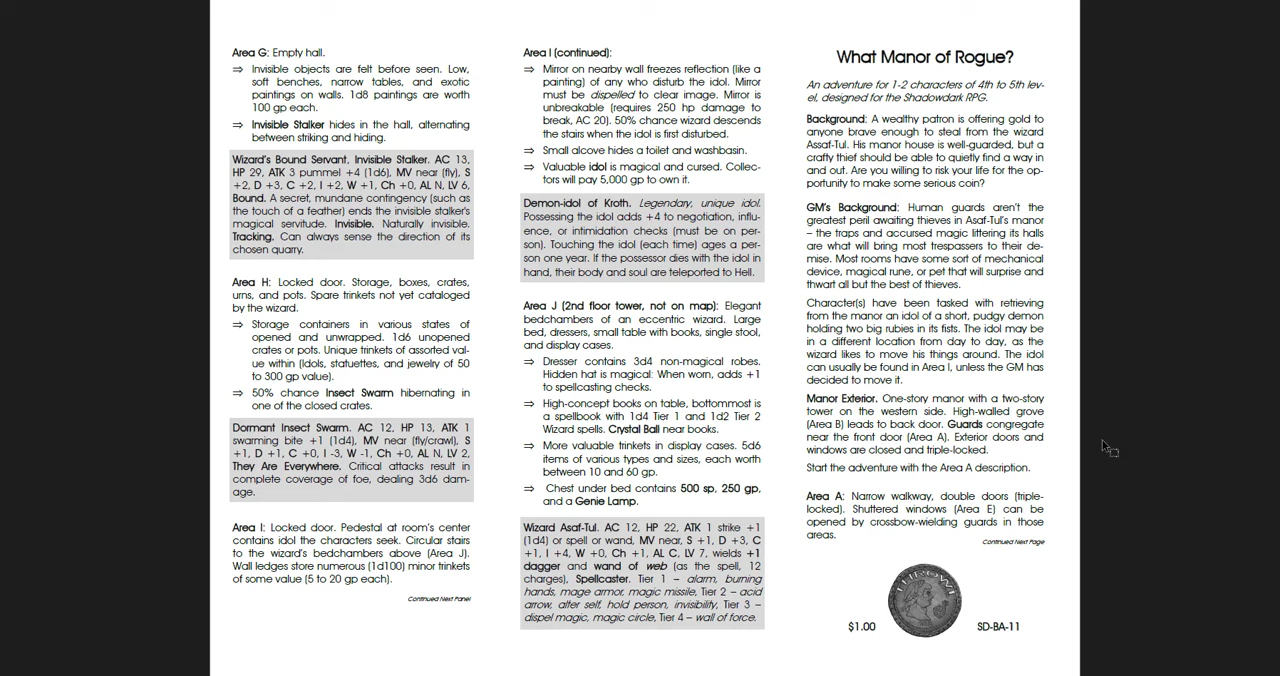 Area G: Empty hall.
⇒ Invisible objects are felt before seen. Low,
soft benches, narrow tables, and exotic
paintings on walls. 1d8 paintings are worth
100 gp each.
⇒ Invisible Stalker hides in the hall, alternating
between striking and hiding.
Wizard's Bound Servant, Invisible Stalker. AC 13,
HP 29, ATK 3 pummel +4 (1d6), MV near (fly), S
+2, D +3, C +2, I +2, W +1, Ch +0, AL N, LV 6,
Bound. A secret, mundane contingency (such as
the touch of a feather) ends the invisible stalker's
magical servitude. Invisible. Naturally invisible.
Tracking. Can always sense the direction of its
chosen quarry.
Area H: Locked door. Storage, boxes, crates,
urns, and pots. Spare trinkets not yet cataloged
by the wizard.
⇒ Storage containers in various states of
opened and unwrapped. 1d6 unopened
crates or pots. Unique trinkets of assorted val-
ue within (Idols, statuettes, and jewelry of 50
to 300 gp value).
⇒ 50% chance Insect Swarm hibernating in
one of the closed crates.
Dormant Insect Swarm. AC 12, HP 13, ATK 1
swarming bite +1 (1d4), MV near (fly/crawl), S
+1, D +1, C +0, I -3, W -1, Ch +0, AL N, LV 2,
They Are Everywhere. Critical attacks result in
complete coverage of foe, dealing 3d6 dam-
age.
Area I: Locked door. Pedestal at room's center
contains idol the characters seek. Circular stairs
to the wizard's bedchambers above (Area J).
Wall ledges store numerous (1d100) minor trinkets
of some value (5 to 20 gp each).
Continued Next Panel
Area I (continued):
⇒ Mirror on nearby wall freezes reflection (like a
painting) of any who disturb the idol. Mirror
must be dispelled to clear image. Mirror is
unbreakable (requires 250 hp damage to
break, AC 20). 50% chance wizard descends
the stairs when the idol is first disturbed.
⇒ Small alcove hides a toilet and washbasin.
⇒ Valuable idol is magical and cursed. Collec-
tors will pay 5,000 gp to own it.
Demon-idol of Kroth. Legendary, unique idol.
Possessing the idol adds +4 to negotiation, influ-
ence, or intimidation checks (must be on per-
son). Touching the idol (each time) ages a per-
son one year. If the possessor dies with the idol in
hand, their body and soul are teleported to Hell.
Area J (2nd floor tower, not on map): Elegant
bedchambers of an eccentric wizard. Large
bed, dressers, small table with books, single stool,
and display cases.
⇒ Dresser contains 3d4 non-magical robes.
Hidden hat is magical: When worn, adds +1
to spellcasting checks.
⇒ High-concept books on table, bottommost is
a spellbook with 1d4 Tier 1 and 1d2 Tier 2
Wizard spells. Crystal Ball near books.
⇒ More valuable trinkets in display cases. 5d6
items of various types and sizes, each worth
between 10 and 60 gp.
⇒ Chest under bed contains 500 sp, 250 gp,
and a Genie Lamp.
Wizard Asaf-Tul. AC 12, HP 22, ATK 1 strike +1
(1d4) or spell or wand, MV near, S +1, D +3, C
+1, I +4, W +0, Ch +1, AL C, LV 7, wields +1
dagger and wand of web (as the spell, 12
charges), Spellcaster. Tier 1 – alarm, burning
hands, mage armor, magic missile, Tier 2 – acid
arrow, alter self, hold person, invisibility, Tier 3 –
dispel magic, magic circle, Tier 4 – wall of force.
What Manor of Rogue?
An adventure for 1-2 characters of 4th to 5th lev-
el, designed for the Shadowdark RPG.
Background: A wealthy patron is offering gold to
anyone brave enough to steal from the wizard
Assaf-Tul. His manor house is well-guarded, but a
crafty thief should be able to quietly find a way in
and out. Are you willing to risk your life for the op-
portunity to make some serious coin?
GM's Background: Human guards aren't the
greatest peril awaiting thieves in Asaf-Tul's manor
– the traps and accursed magic littering its halls
are what will bring most trespassers to their de-
mise. Most rooms have some sort of mechanical
device, magical rune, or pet that will surprise and
thwart all but the best of thieves.
Character(s) have been tasked with retrieving
from the manor an idol of a short, pudgy demon
holding two big rubies in its fists. The idol may be
in a different location from day to day, as the
wizard likes to move his things around. The idol
can usually be found in Area I, unless the GM has
decided to move it.
Manor Exterior. One-story manor with a two-story
tower on the western side. High-walled grove
(Area B) leads to back door. Guards congregate
near the front door (Area A). Exterior doors and
windows are closed and triple-locked.
Start the adventure with the Area A description.
Area A: Narrow walkway, double doors (triple-
locked). Shuttered windows (Area E) can be
opened by crossbow-wielding guards in those
areas.
Continued Next Page
THROWI
$1.00
SD-BA-11